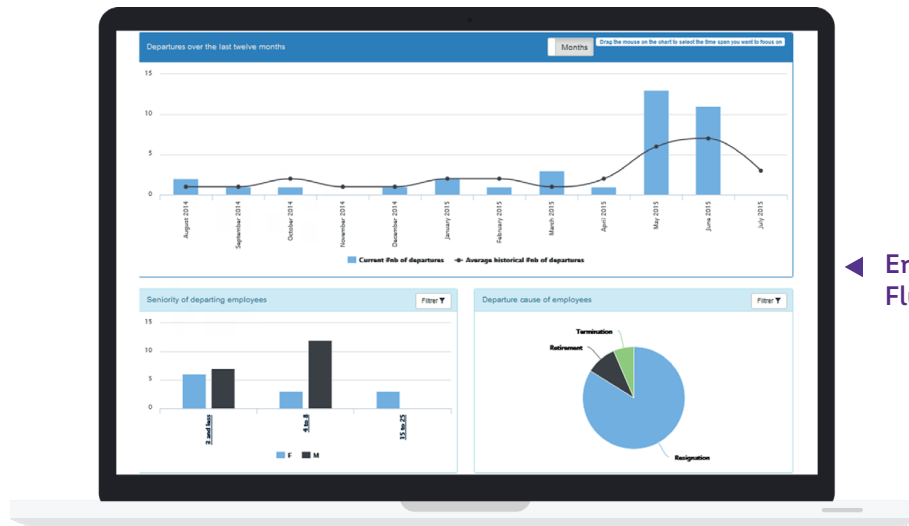 Departures over the last twelve months
Months
Drag the mouse on the chart to select the time span you want to focus on
15
10
5
0
August 2014
September 2014
October 2014
November 2014
December 2014
January 2015
February 2015
March 2015
April 2015
May 2015
June 2015
July 2015
Current #nb of departures
Average historical #nb of departures
Seniority of departing employees
Filtrer
15
10
5
0
3 and less
4 to 8
15 to 25
F
M
Departure cause of employees
Filtrer
Termination
Retirement
Resignation